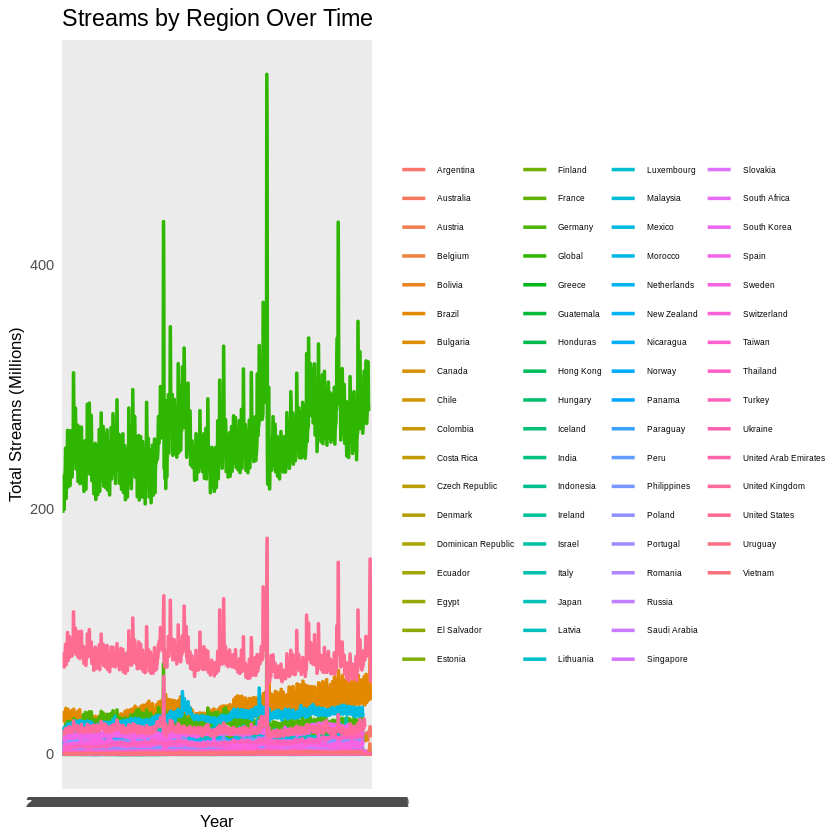 Streams by Region Over Time
Total Streams (Millions)
400
200
0
Year
Argentina
Australia
Austria
Belgium
Bolivia
Brazil
Bulgaria
Canada
Chile
Colombia
Costa Rica
Czech Republic
Denmark
Dominican Republic
Ecuador
Egypt
El Salvador
Estonia
Finland
France
Germany
Global
Greece
Guatemala
Honduras
Hong Kong
Hungary
Iceland
India
Indonesia
Ireland
Israel
Italy
Japan
Latvia
Lithuania
Luxembourg
Malaysia
Mexico
Morocco
Netherlands
New Zealand
Nicaragua
Norway
Panama
Paraguay
Peru
Philippines
Poland
Portugal
Romania
Russia
Saudi Arabia
Singapore
Slovakia
South Africa
South Korea
Spain
Sweden
Switzerland
Taiwan
Thailand
Turkey
Ukraine
United Arab Emirates
United Kingdom
United States
Uruguay
Vietnam